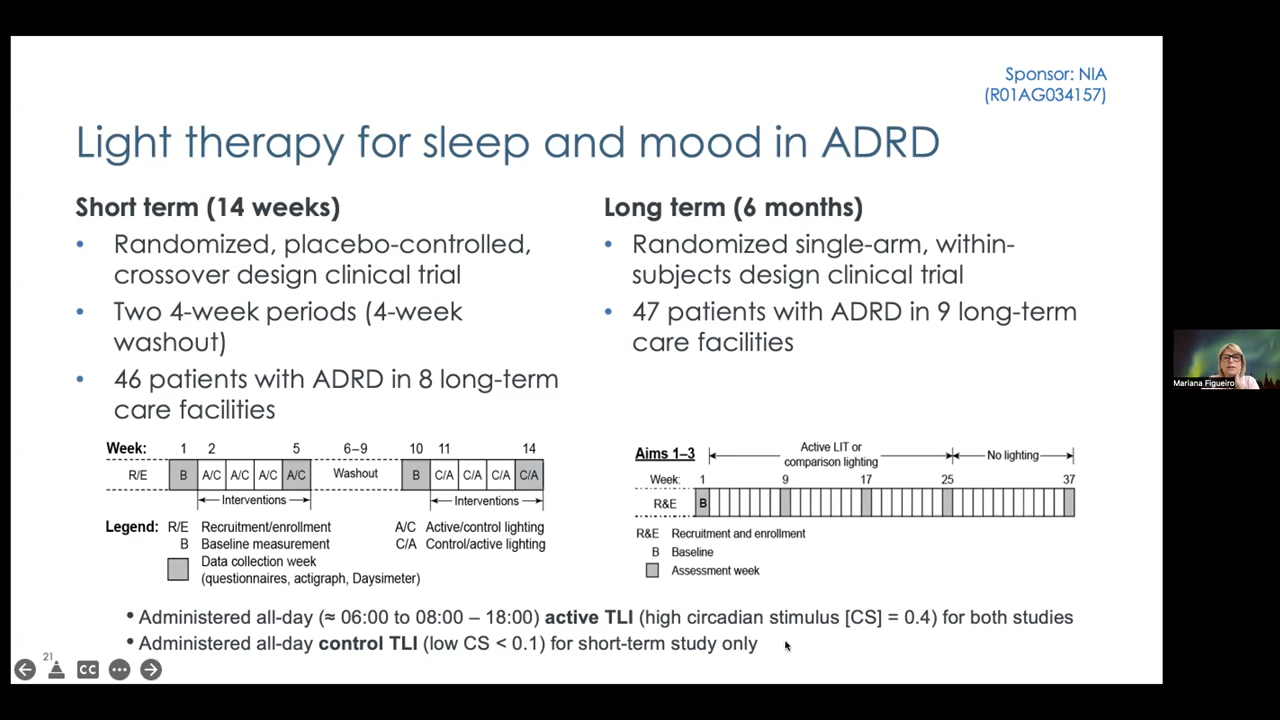 Sponsor: NIA
(R01AG034157)
Light therapy for sleep and mood in ADRD
Short term (14 weeks)
• Randomized, placebo-controlled,
crossover design clinical trial
• Two 4-week periods (4-week
washout)
• 46 patients with ADRD in 8 long-term
care facilities
Week: 1 2 5 6–9 10 11 14
R/E B A/C A/C A/C A/C Washout B C/A C/A C/A C/A
Interventions Interventions
Legend: R/E Recruitment/enrollment A/C Active/control lighting
B Baseline measurement C/A Control/active lighting
Data collection week
(questionnaires, actigraph, Daysimeter)
Long term (6 months)
• Randomized single-arm, within-
subjects design clinical trial
• 47 patients with ADRD in 9 long-term
care facilities
Aims 1–3 Active LIT or
comparison lighting No lighting
Week: 1 9 17 25 37
R&E B
R&E Recruitment and enrollment
B Baseline
Assessment week
• Administered all-day (≈ 06:00 to 08:00 – 18:00) active TLI (high circadian stimulus [CS] = 0.4) for both studies
• Administered all-day control TLI (low CS < 0.1) for short-term study only
21
CC
Mariana Figueiro